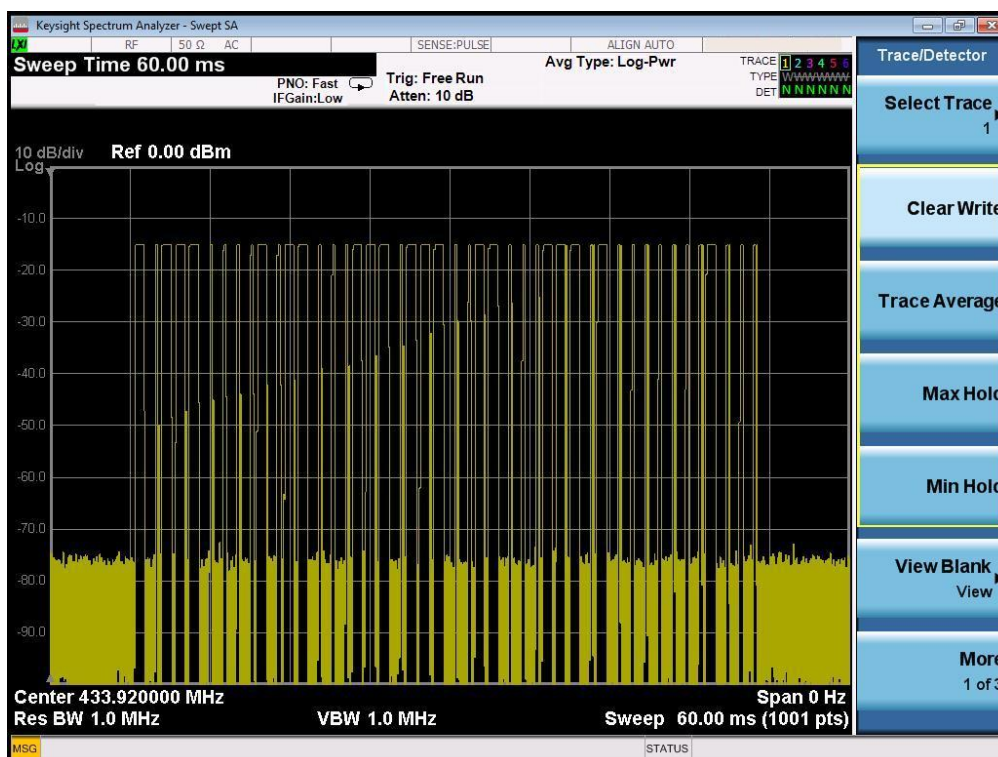 Keysight Spectrum Analyzer - Swept SA
LXI RF 50 Ω AC SENSE:PULSE ALIGN AUTO
Sweep Time 60.00 ms
PNO: Fast
IFGain:Low
Trig: Free Run
Atten: 10 dB
Avg Type: Log-Pwr
TRACE 1 2 3 4 5 6
TYPE WWWWWW
DET N N N N N N
10 dB/div Ref 0.00 dBm
Log
-10.0
-20.0
-30.0
-40.0
-50.0
-60.0
-70.0
-80.0
-90.0
Center 433.920000 MHz Span 0 Hz
Res BW 1.0 MHz VBW 1.0 MHz Sweep 60.00 ms (1001 pts)
MSG STATUS
Trace/Detector
Select Trace
1
Clear Write
Trace Average
Max Hold
Min Hold
View Blank
View
More
1 of 3